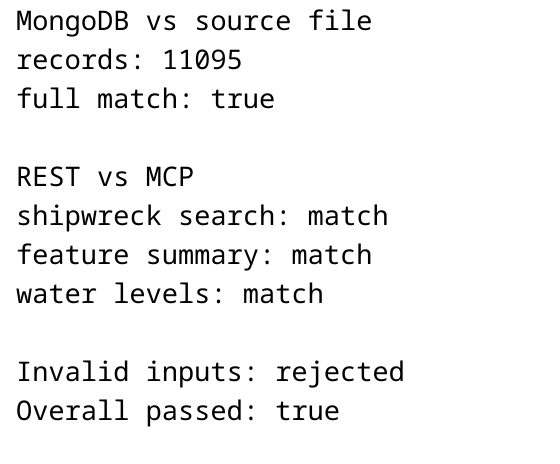 MongoDB vs source file
records: 11095
full match: true

REST vs MCP
shipwreck search: match
feature summary: match
water levels: match

Invalid inputs: rejected
Overall passed: true